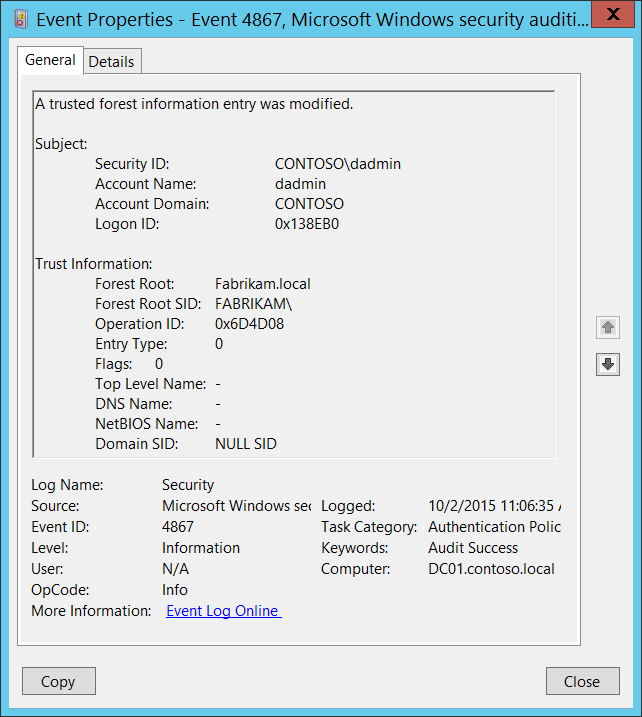 Event Properties - Event 4867, Microsoft Windows security auditi...
General Details
A trusted forest information entry was modified.
Subject:
Security ID: CONTOSO\dadmin
Account Name: dadmin
Account Domain: CONTOSO
Logon ID: 0x138EB0
Trust Information:
Forest Root: Fabrikam.local
Forest Root SID: FABRIKAM\
Operation ID: 0x6D4D08
Entry Type: 0
Flags: 0
Top Level Name: -
DNS Name: -
NetBIOS Name: -
Domain SID: NULL SID
Log Name: Security
Source: Microsoft Windows sec Logged: 10/2/2015 11:06:35 A
Event ID: 4867 Task Category: Authentication Polic
Level: Information Keywords: Audit Success
User: N/A Computer: DC01.contoso.local
OpCode: Info
More Information: Event Log Online
Copy Close